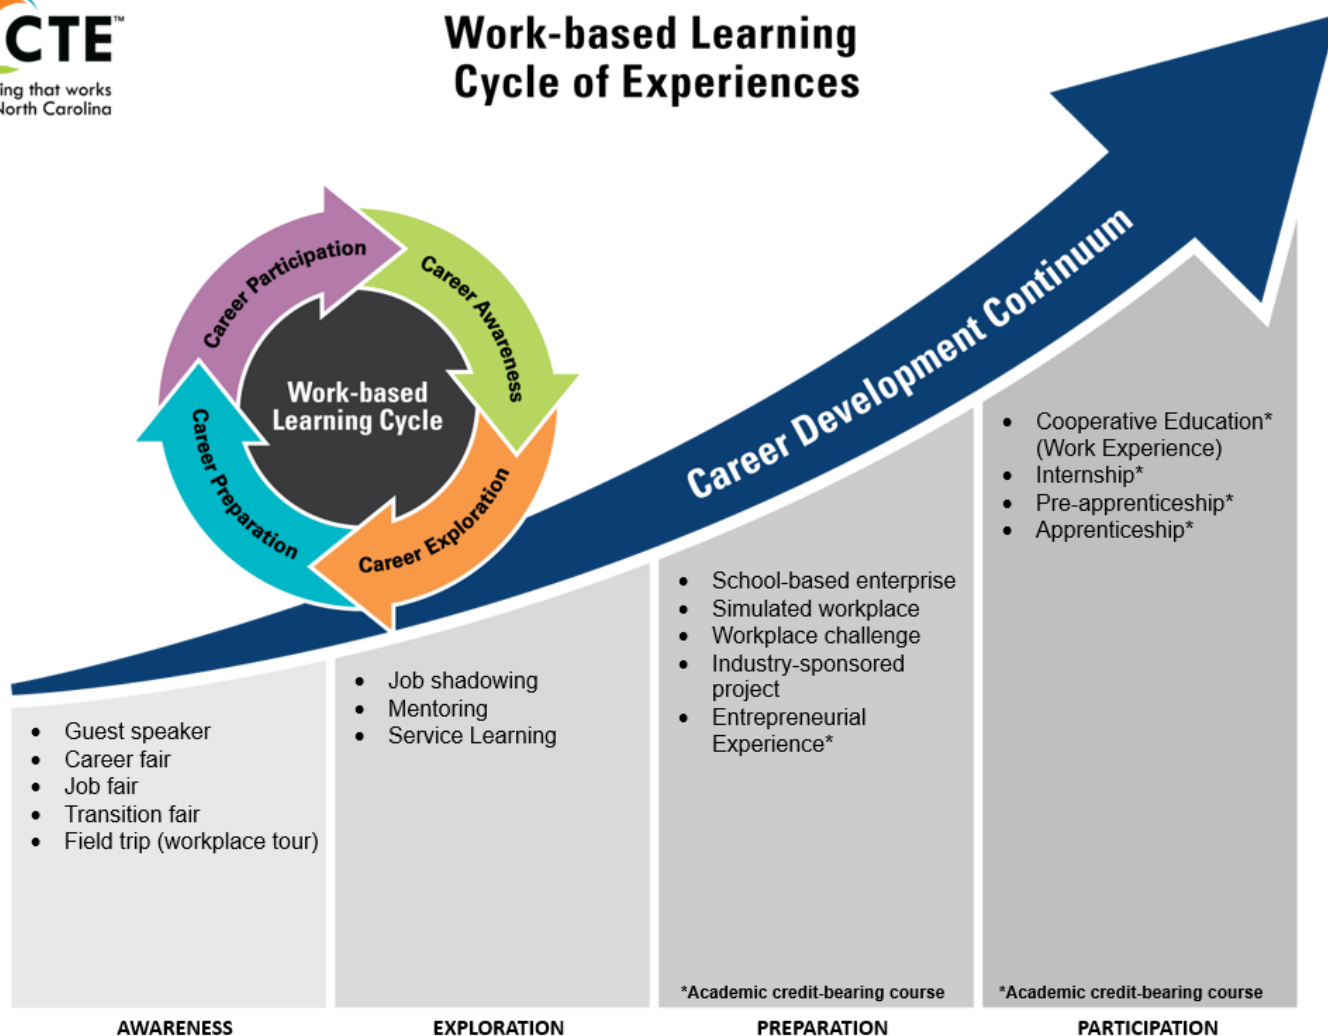 CTE™
ing that works
North Carolina
Work-based Learning
Cycle of Experiences
Career Participation
Career Awareness
Career Exploration
Career Preparation
Work-based
Learning Cycle
Career Development Continuum
• Guest speaker
• Career fair
• Job fair
• Transition fair
• Field trip (workplace tour)
AWARENESS
• Job shadowing
• Mentoring
• Service Learning
EXPLORATION
• School-based enterprise
• Simulated workplace
• Workplace challenge
• Industry-sponsored
project
• Entrepreneurial
Experience*
*Academic credit-bearing course
PREPARATION
• Cooperative Education*
(Work Experience)
• Internship*
• Pre-apprenticeship*
• Apprenticeship*
*Academic credit-bearing course
PARTICIPATION